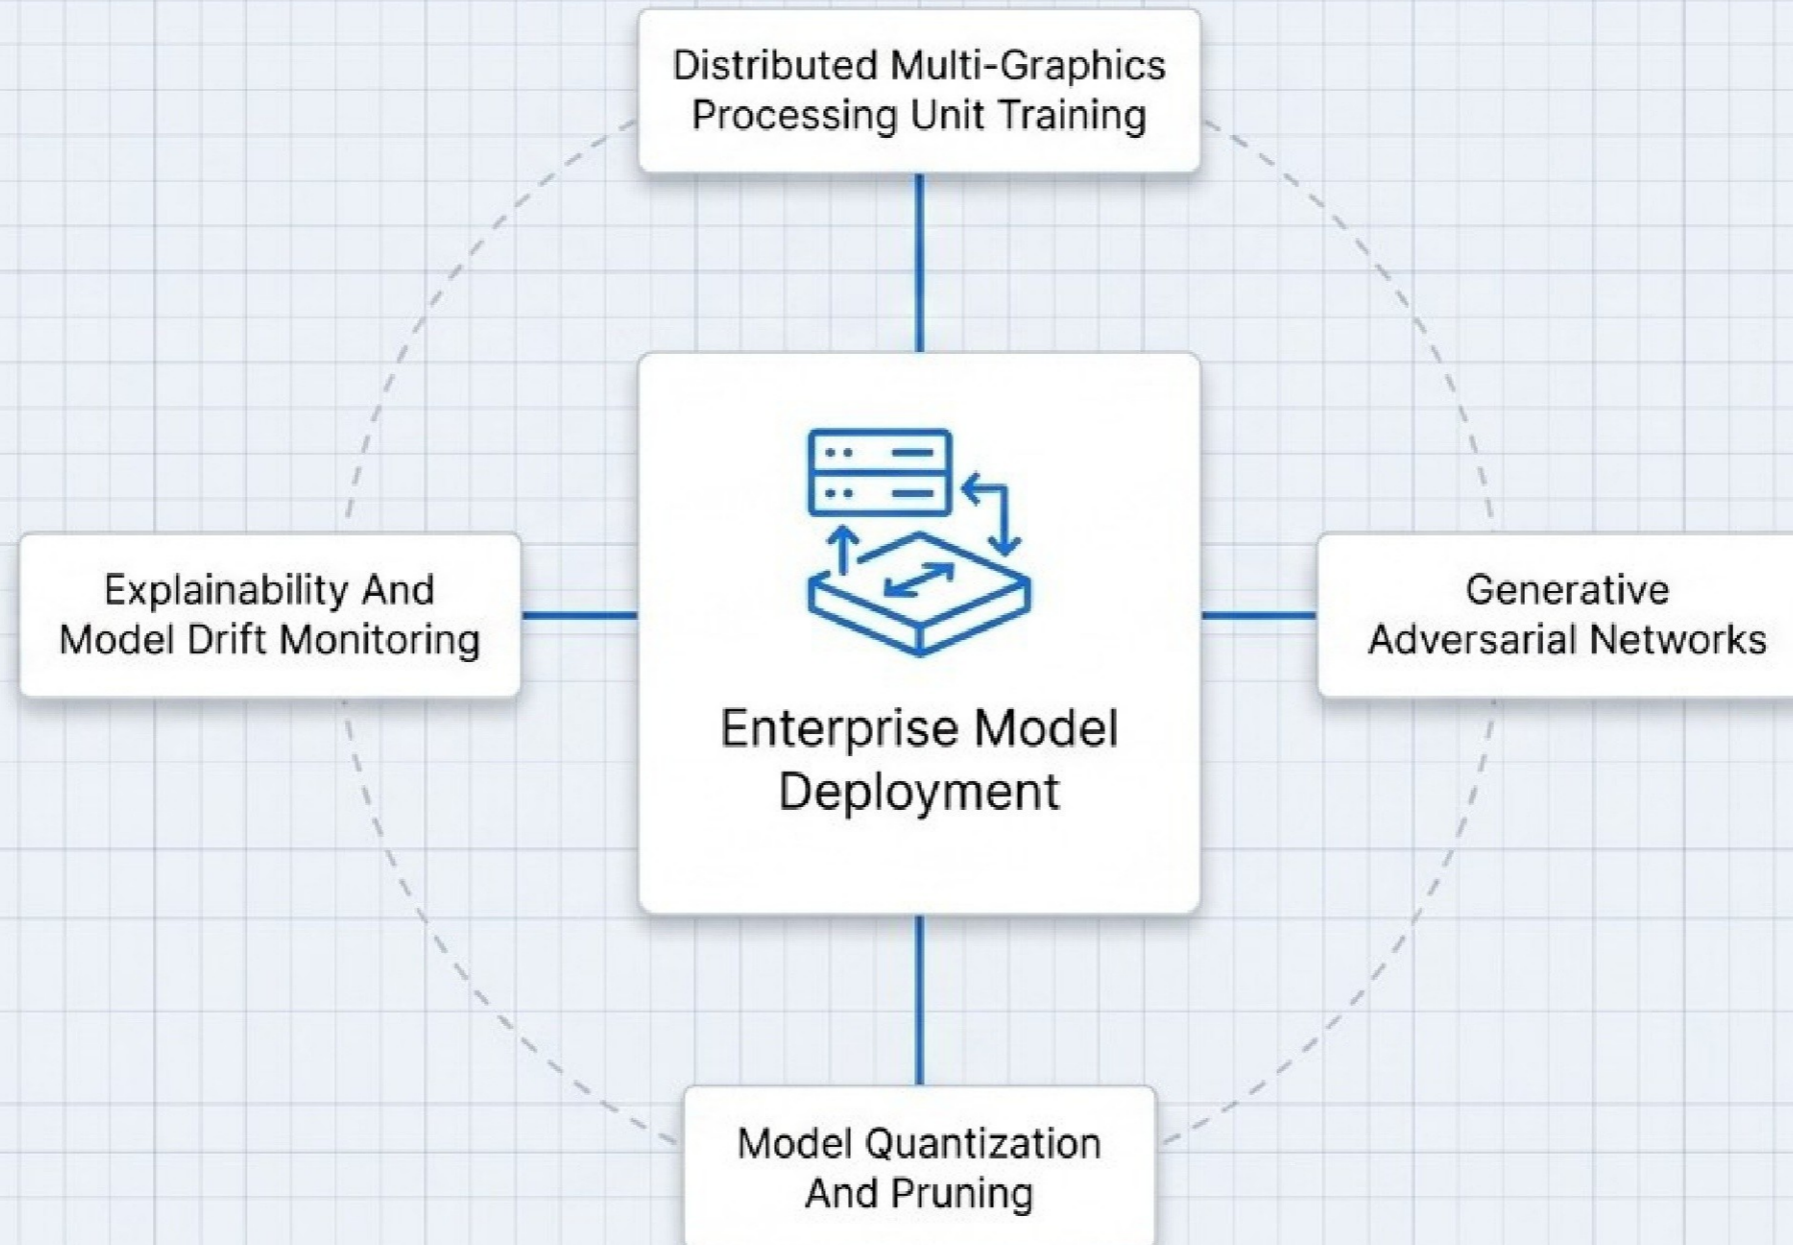 Distributed Multi-Graphics
Processing Unit Training
Explainability And
Model Drift Monitoring
Enterprise Model
Deployment
Generative
Adversarial Networks
Model Quantization
And Pruning